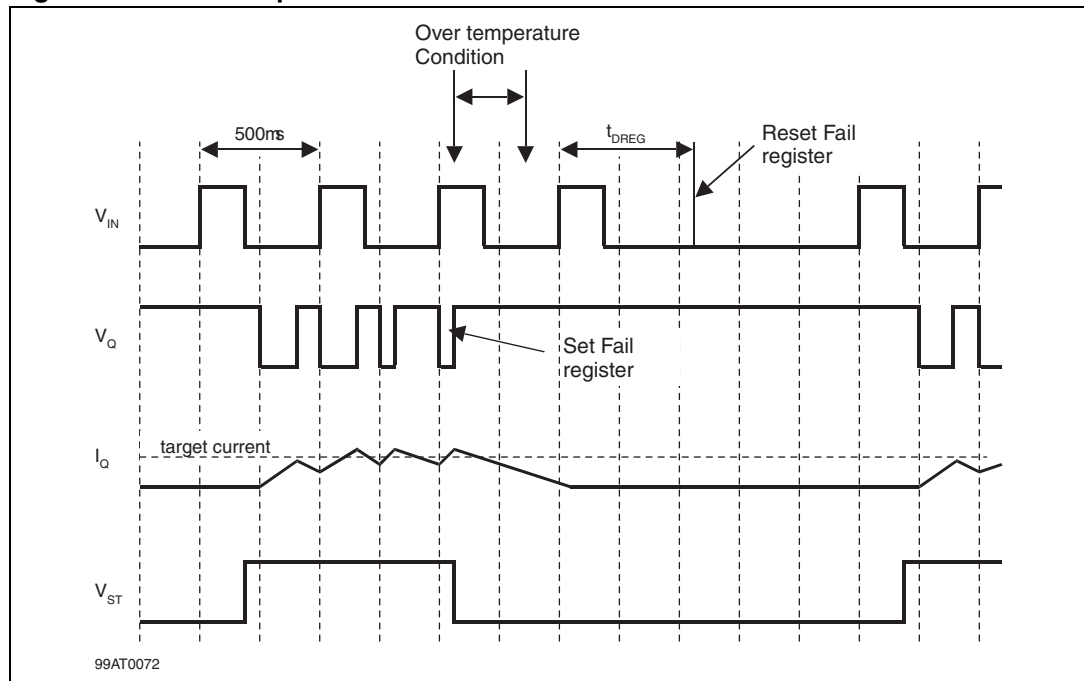 Over temperature
Condition
500ms
t_DREG
Reset Fail
register
V_IN
V_Q
Set Fail
register
target current
I_Q
V_ST
99AT0072